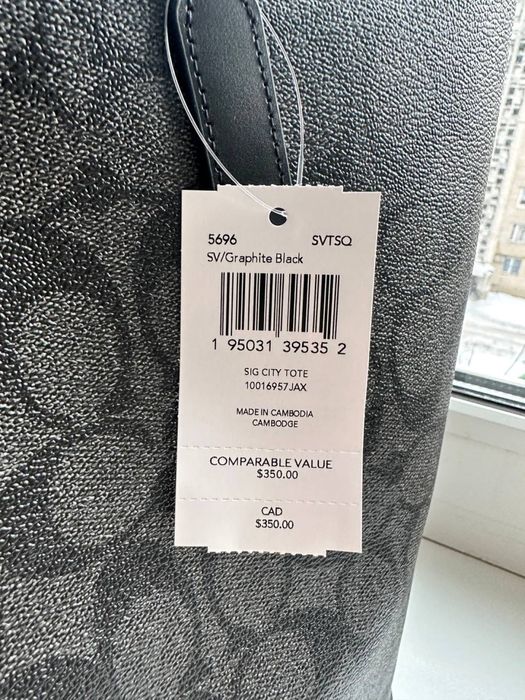 5696 SVTSQ
SV/Graphite Black
1 95031 39535 2
SIG CITY TOTE
10016957JAX
MADE IN CAMBODIA
CAMBODGE
COMPARABLE VALUE
$350.00
CAD
$350.00